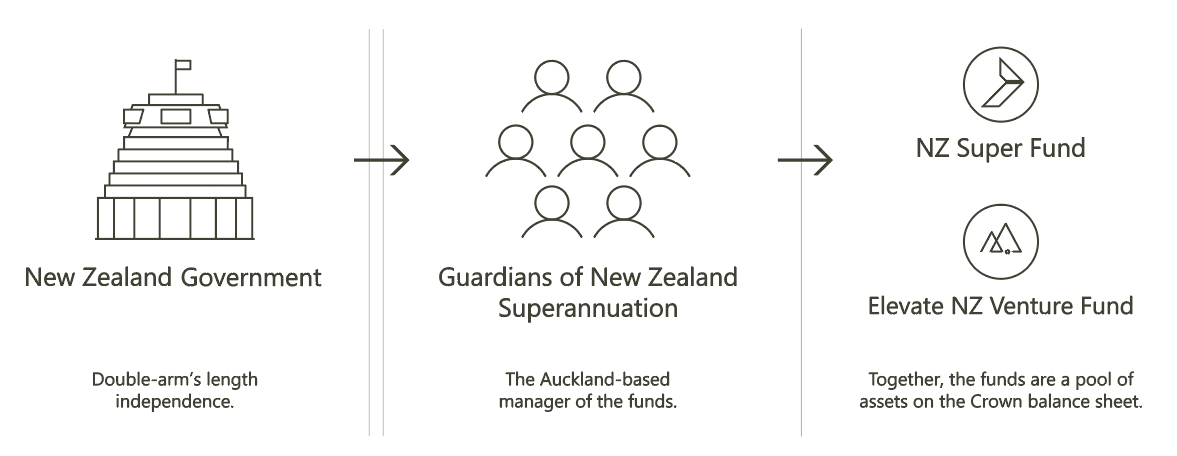 New Zealand Government
Double-arm’s length
independence.
Guardians of New Zealand
Superannuation
The Auckland-based
manager of the funds.
NZ Super Fund
Elevate NZ Venture Fund
Together, the funds are a pool of
assets on the Crown balance sheet.